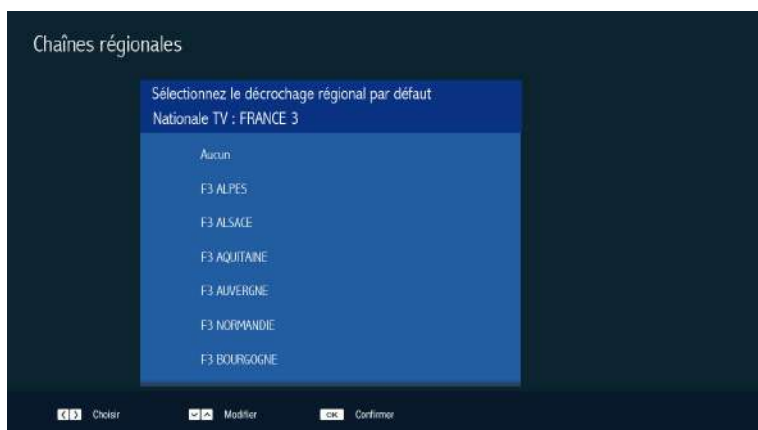 Chaînes régionales
Sélectionnez le décrochage régional par défaut
Nationale TV : FRANCE 3
Aucun
F3 ALPES
F3 ALSACE
F3 AQUITAINE
F3 AUVERGNE
F3 NORMANDIE
F3 BOURGOGNE
Choisir Modifier OK Confirmer